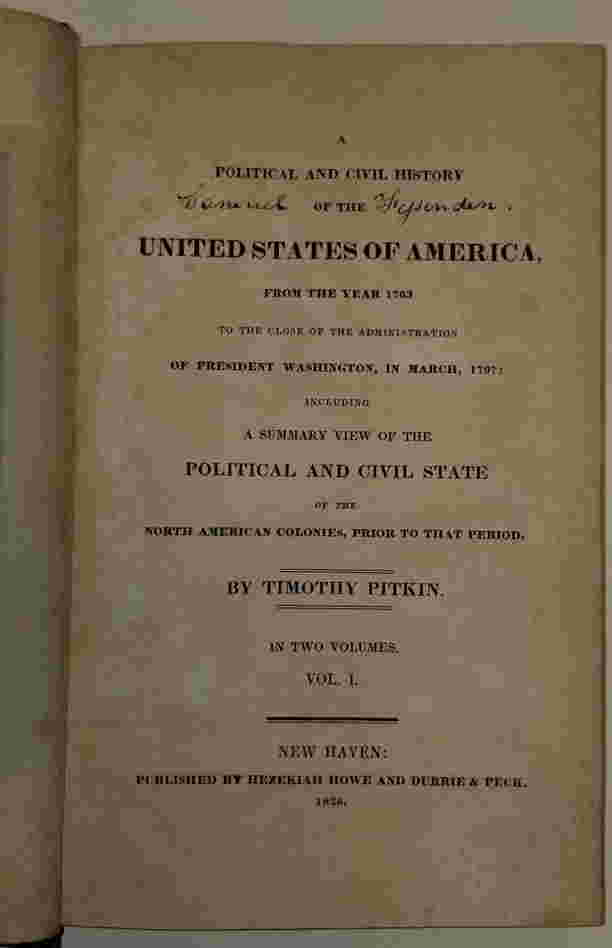 A
POLITICAL AND CIVIL HISTORY
Samuel OF THE Fessenden.
UNITED STATES OF AMERICA,
FROM THE YEAR 1763
TO THE CLOSE OF THE ADMINISTRATION
OF PRESIDENT WASHINGTON, IN MARCH, 1797:
INCLUDING
A SUMMARY VIEW OF THE
POLITICAL AND CIVIL STATE
OF THE
NORTH AMERICAN COLONIES, PRIOR TO THAT PERIOD.
BY TIMOTHY PITKIN.
IN TWO VOLUMES.
VOL. I.
NEW HAVEN:
PUBLISHED BY HEZEKIAH HOWE AND DURRIE & PECK.
1828.